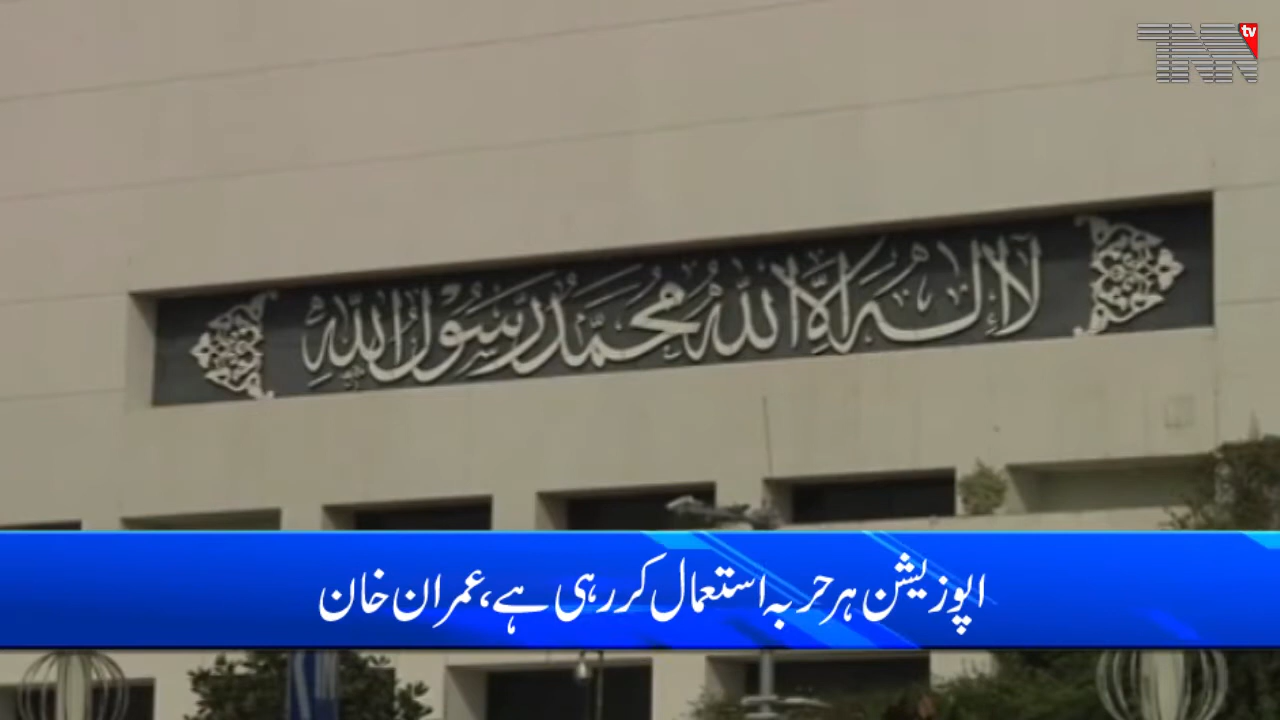 TNN tv
لا إله إلا الله محمد رسول الله
اپوزیشن ہر حربہ استعمال کر رہی ہے، عمران خان